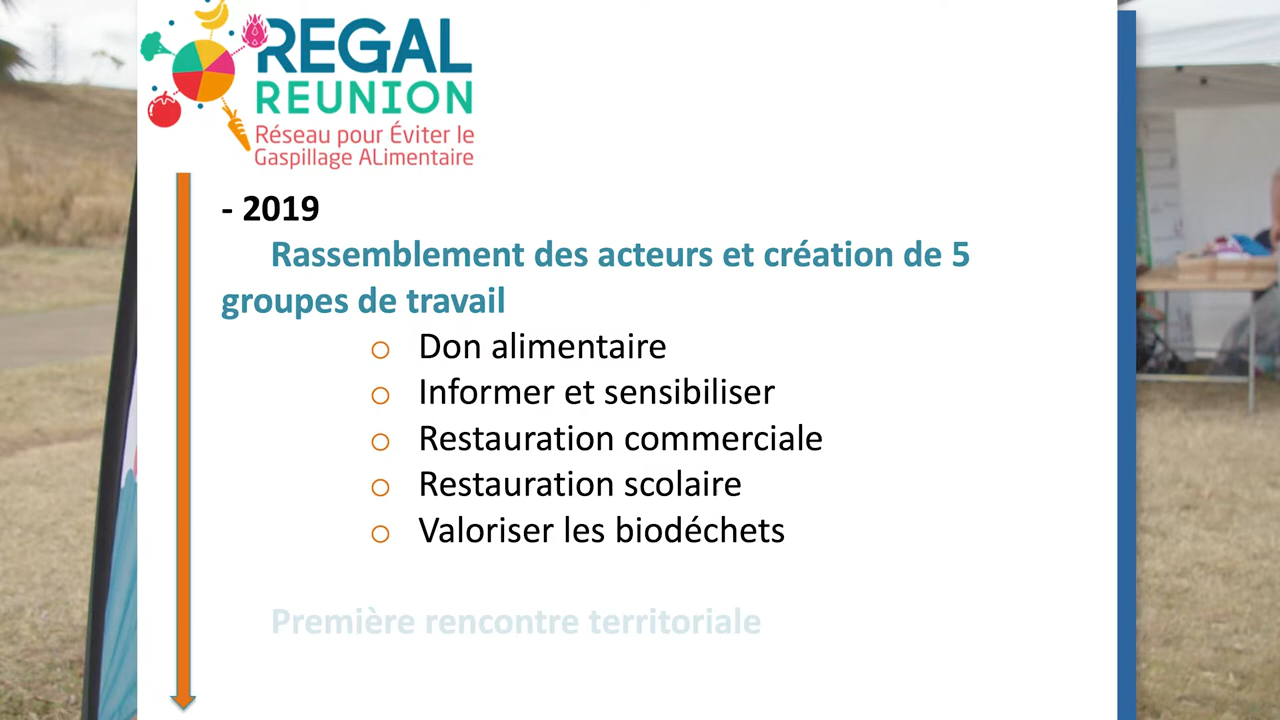 REGAL
REUNION
Réseau pour Éviter le
Gaspillage ALimentaire
- 2019
Rassemblement des acteurs et création de 5
groupes de travail
o Don alimentaire
o Informer et sensibiliser
o Restauration commerciale
o Restauration scolaire
o Valoriser les biodéchets
Première rencontre territoriale